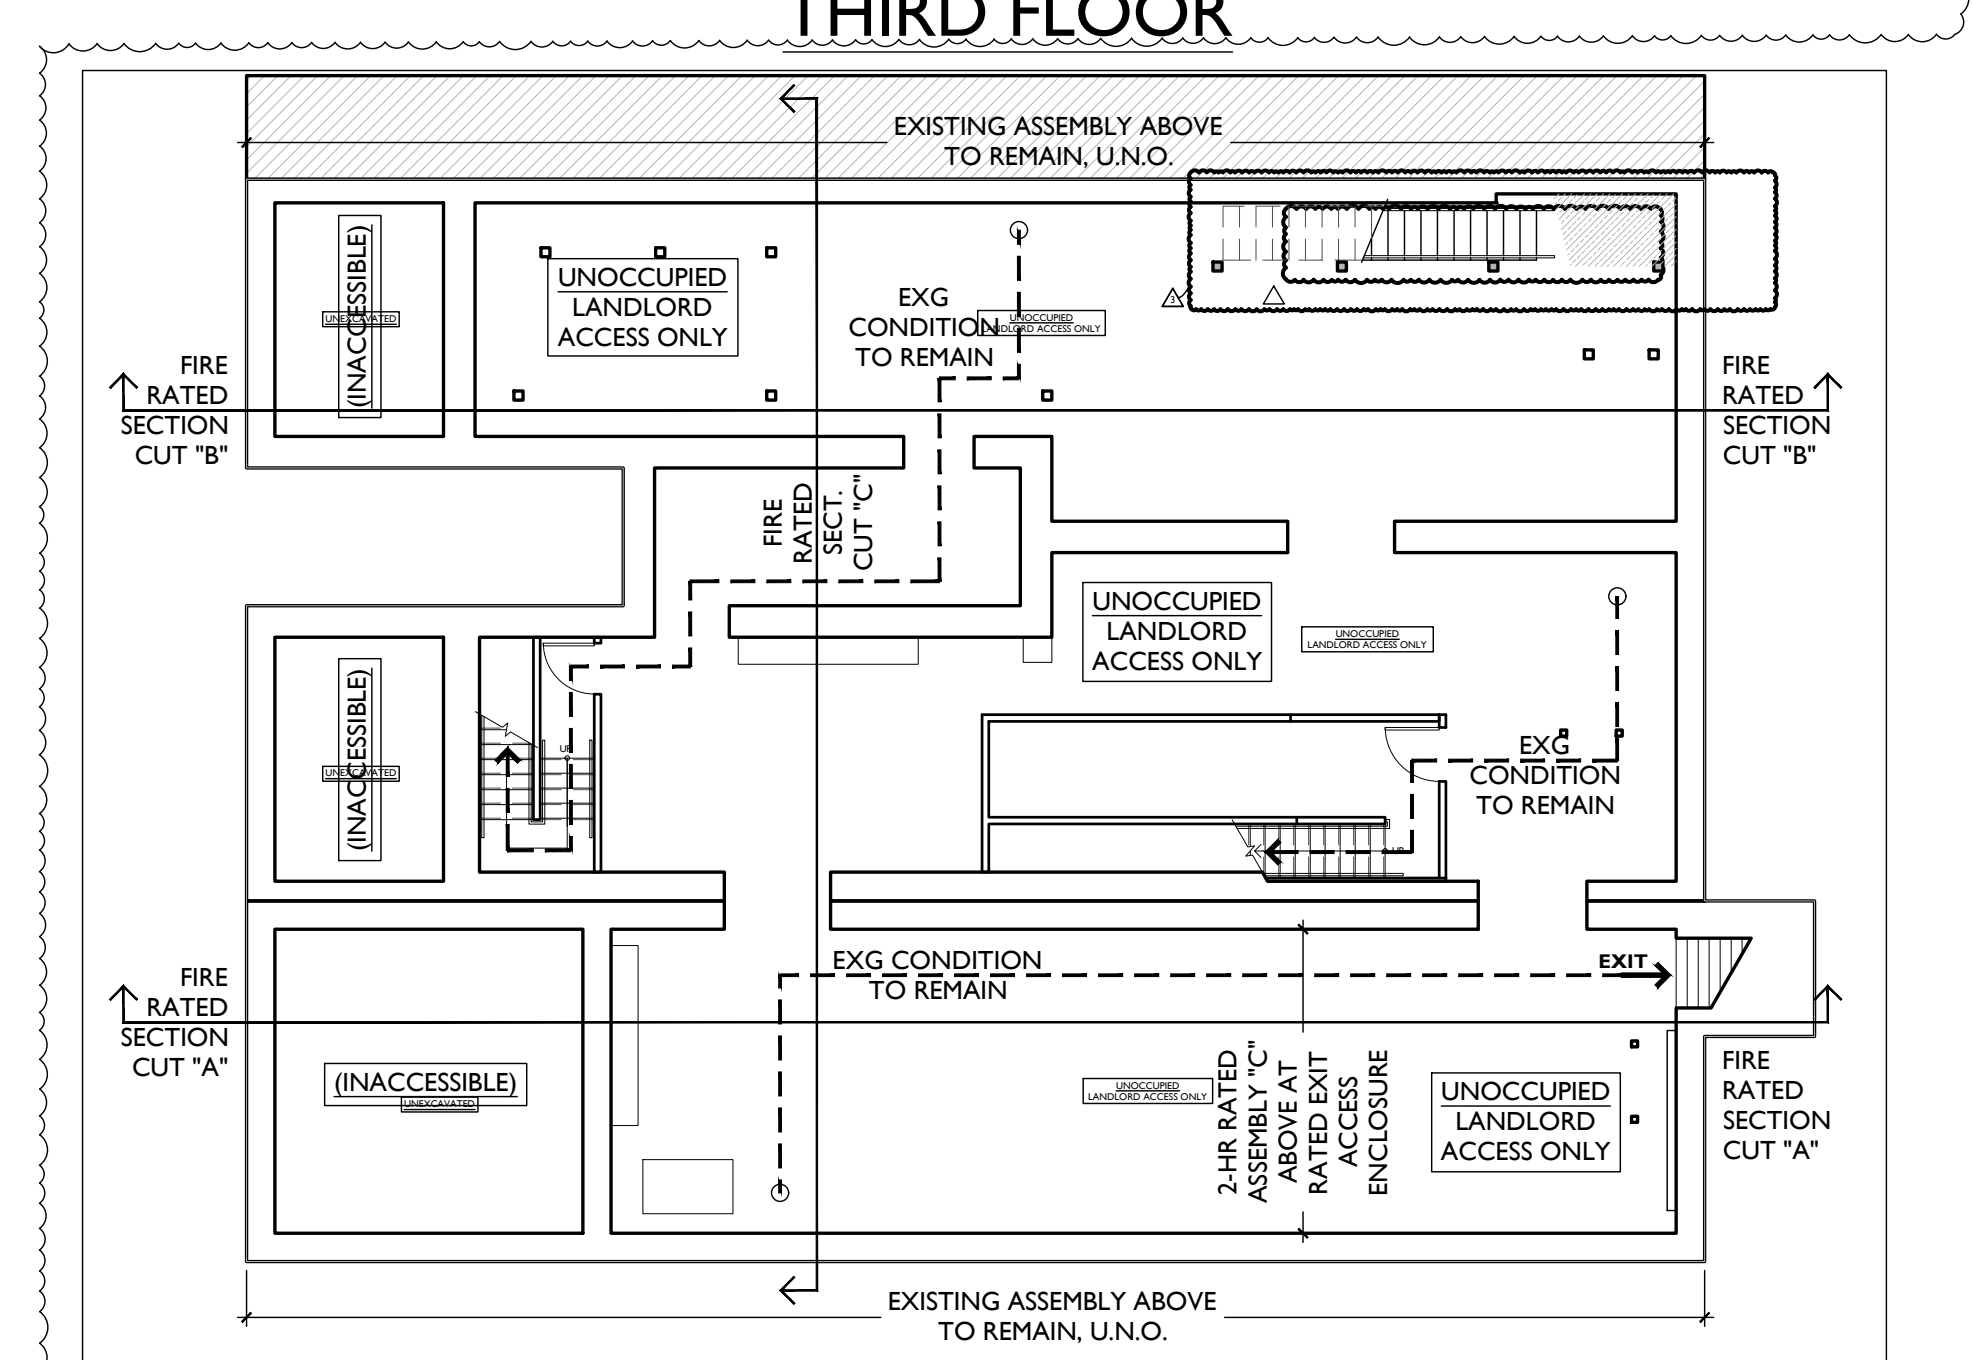 THIRD FLOOR
EXISTING ASSEMBLY ABOVE
TO REMAIN, U.N.O.
(INACCESSIBLE)
UNEXCAVATED
UNOCCUPIED
LANDLORD
ACCESS ONLY
EXG
CONDITION
TO REMAIN
UNOCCUPIED
LANDLORD ACCESS ONLY
3
FIRE
RATED
SECTION
CUT "B"
FIRE
RATED
SECTION
CUT "B"
FIRE
RATED
SECT.
CUT "C"
UNOCCUPIED
LANDLORD
ACCESS ONLY
UNOCCUPIED
LANDLORD ACCESS ONLY
(INACCESSIBLE)
UNEXCAVATED
UP
EXG
CONDITION
TO REMAIN
UP
EXG CONDITION
TO REMAIN
EXIT
FIRE
RATED
SECTION
CUT "A"
(INACCESSIBLE)
UNEXCAVATED
UNOCCUPIED
LANDLORD ACCESS ONLY
2-HR RATED
ASSEMBLY "C"
ABOVE AT
RATED EXIT
ACCESS
ENCLOSURE
UNOCCUPIED
LANDLORD
ACCESS ONLY
FIRE
RATED
SECTION
CUT "A"
EXISTING ASSEMBLY ABOVE
TO REMAIN, U.N.O.